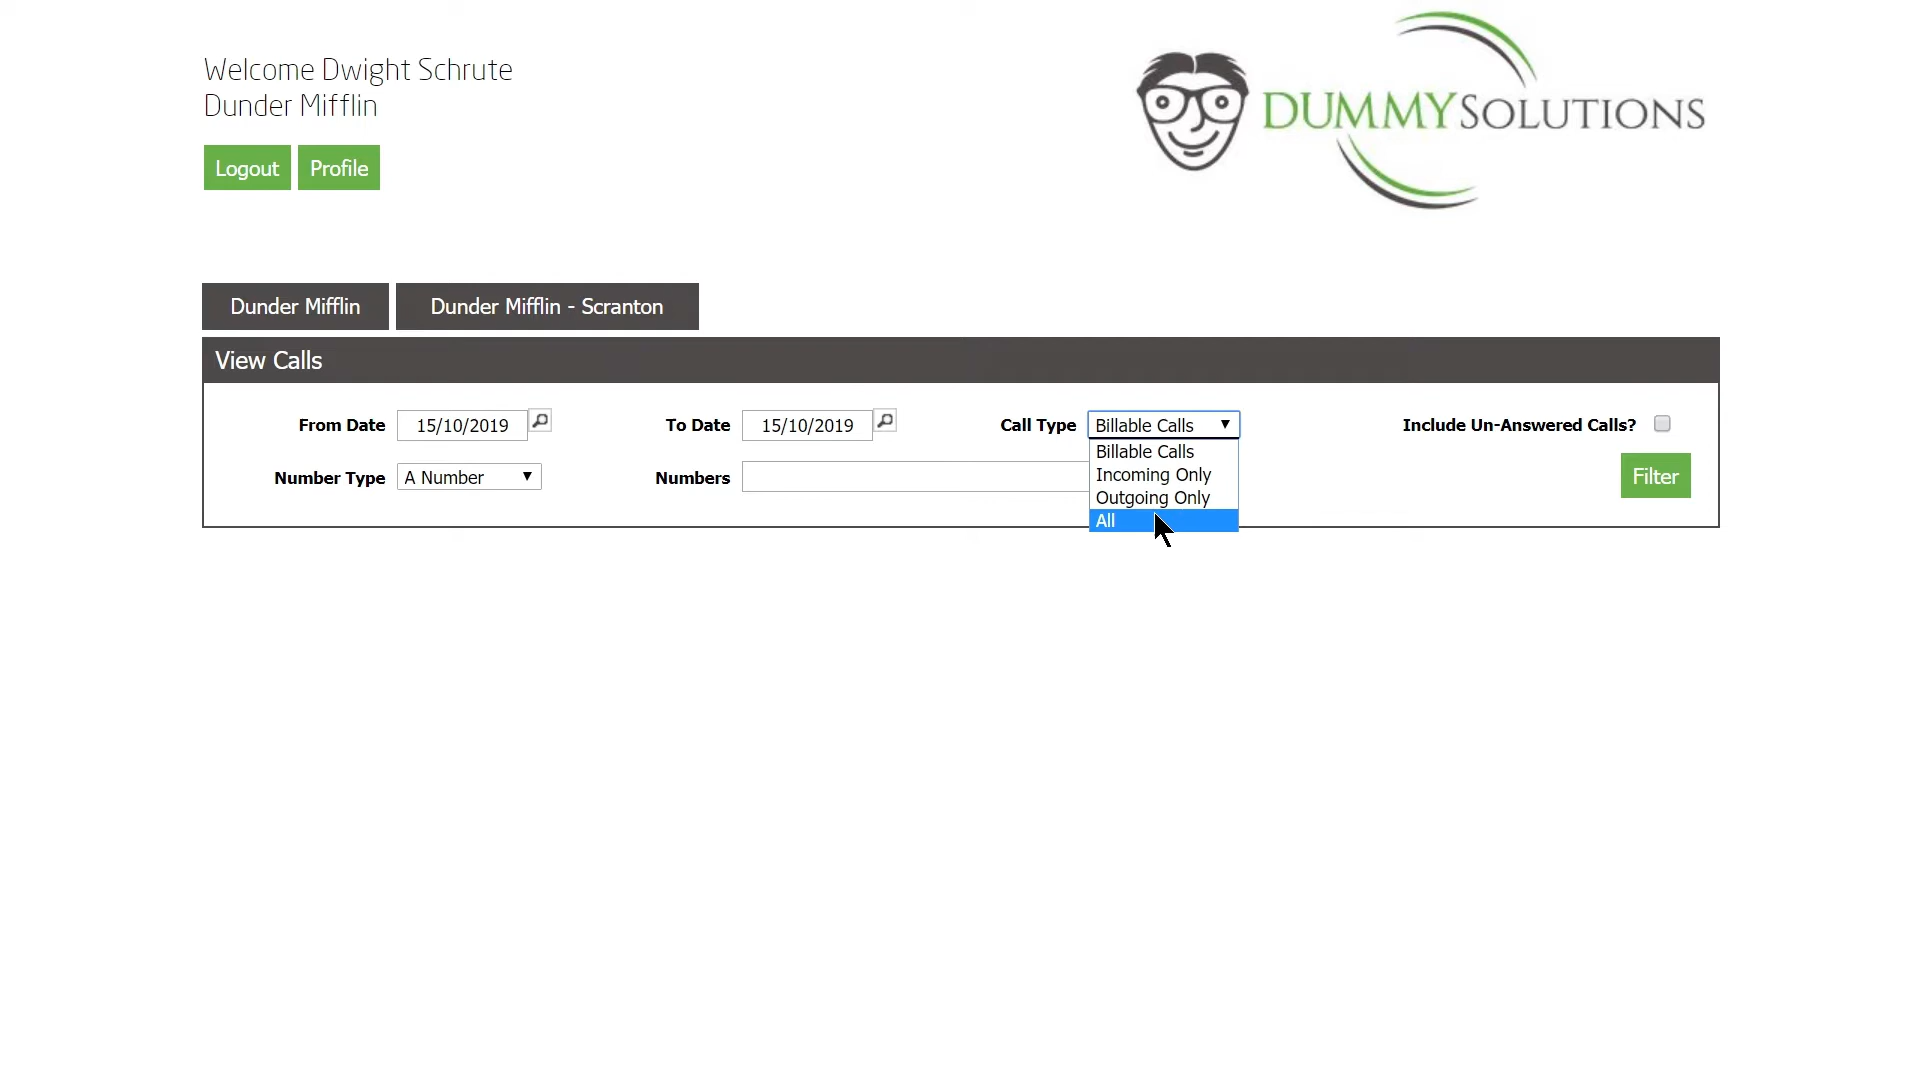 Welcome Dwight Schrute
Dunder Mifflin
DUMMYSOLUTIONS
Logout Profile
Dunder Mifflin Dunder Mifflin - Scranton
View Calls
From Date 15/10/2019 To Date 15/10/2019 Call Type Billable Calls Include Un-Answered Calls?
Billable Calls
Number Type A Number Numbers Incoming Only Filter
Outgoing Only
All